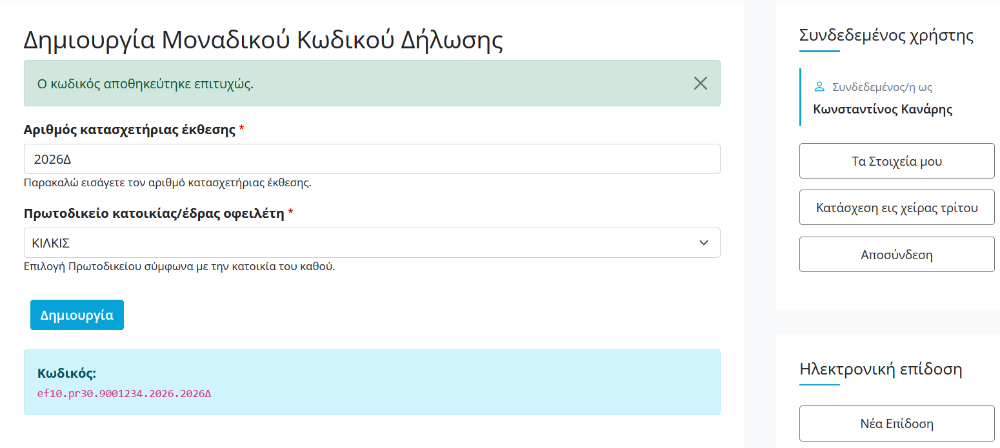 Δημιουργία Μοναδικού Κωδικού Δήλωσης
Ο κωδικός αποθηκεύτηκε επιτυχώς.
Αριθμός κατασχετήριας έκθεσης *
2026Δ
Παρακαλώ εισάγετε τον αριθμό κατασχετήριας έκθεσης.
Πρωτοδικείο κατοικίας/έδρας οφειλέτη *
ΚΙΛΚΙΣ
Επιλογή Πρωτοδικείου σύμφωνα με την κατοικία του καθού.
Δημιουργία
Κωδικός:
ef10.pr30.9001234.2026.2026Δ
Συνδεδεμένος χρήστης
Συνδεδεμένος/η ως
Κωνσταντίνος Κανάρης
Τα Στοιχεία μου
Κατάσχεση εις χείρας τρίτου
Αποσύνδεση
Ηλεκτρονική επίδοση
Νέα Επίδοση